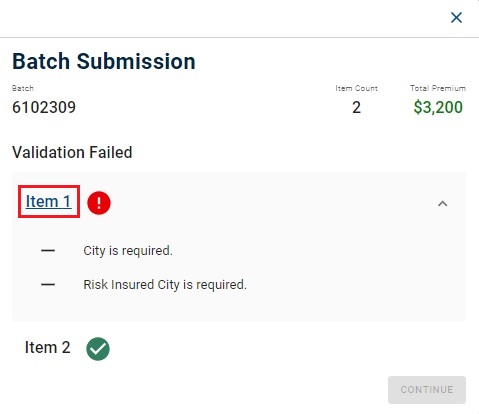 Batch Submission
Batch Item Count Total Premium
6102309 2 $3,200
Validation Failed
Item 1
— City is required.
— Risk Insured City is required.
Item 2
CONTINUE